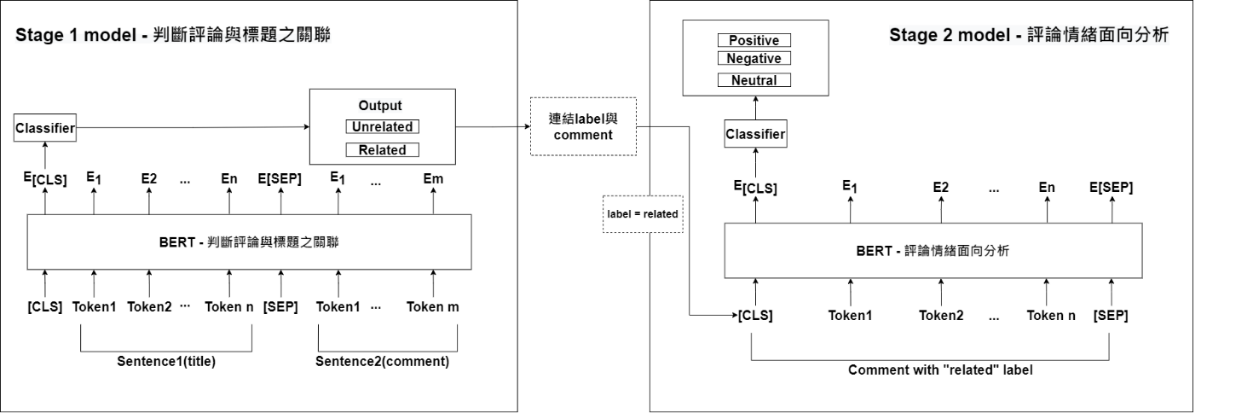 Stage 1 model - 判斷評論與標題之關聯
Output
Unrelated
Related
Classifier
E[CLS] E1 E2 ... En E[SEP] E1 ... Em
BERT - 判斷評論與標題之關聯
[CLS] Token1 Token2 ... Token n [SEP] Token1 ... Token m
Sentence1(title) Sentence2(comment)
連結label與
comment
label = related
Stage 2 model - 評論情緒面向分析
Positive
Negative
Neutral
Classifier
E[CLS] E1 E2 ... En E[SEP]
BERT - 評論情緒面向分析
[CLS] Token1 Token2 ... Token n [SEP]
Comment with "related" label